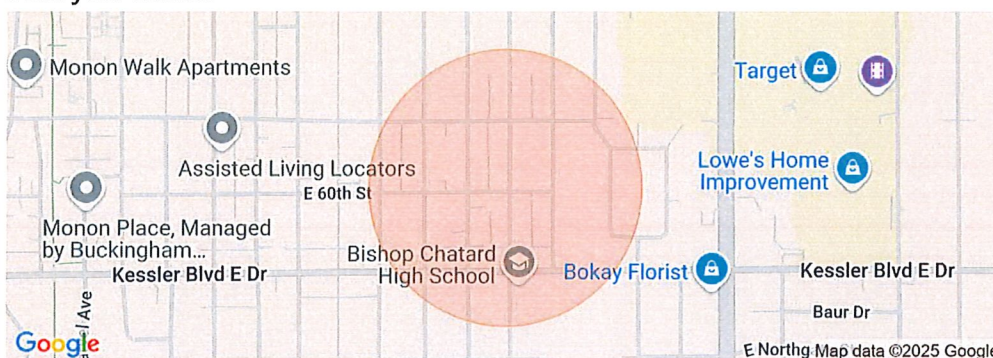 Monon Walk Apartments
Target
Assisted Living Locators
E 60th St
Lowe's Home
Improvement
Monon Place, Managed
by Buckingham...
Bishop Chatard
High School
Kessler Blvd E Dr
Bokay Florist
Kessler Blvd E Dr
Baur Dr
Google
Map data ©2025 Google